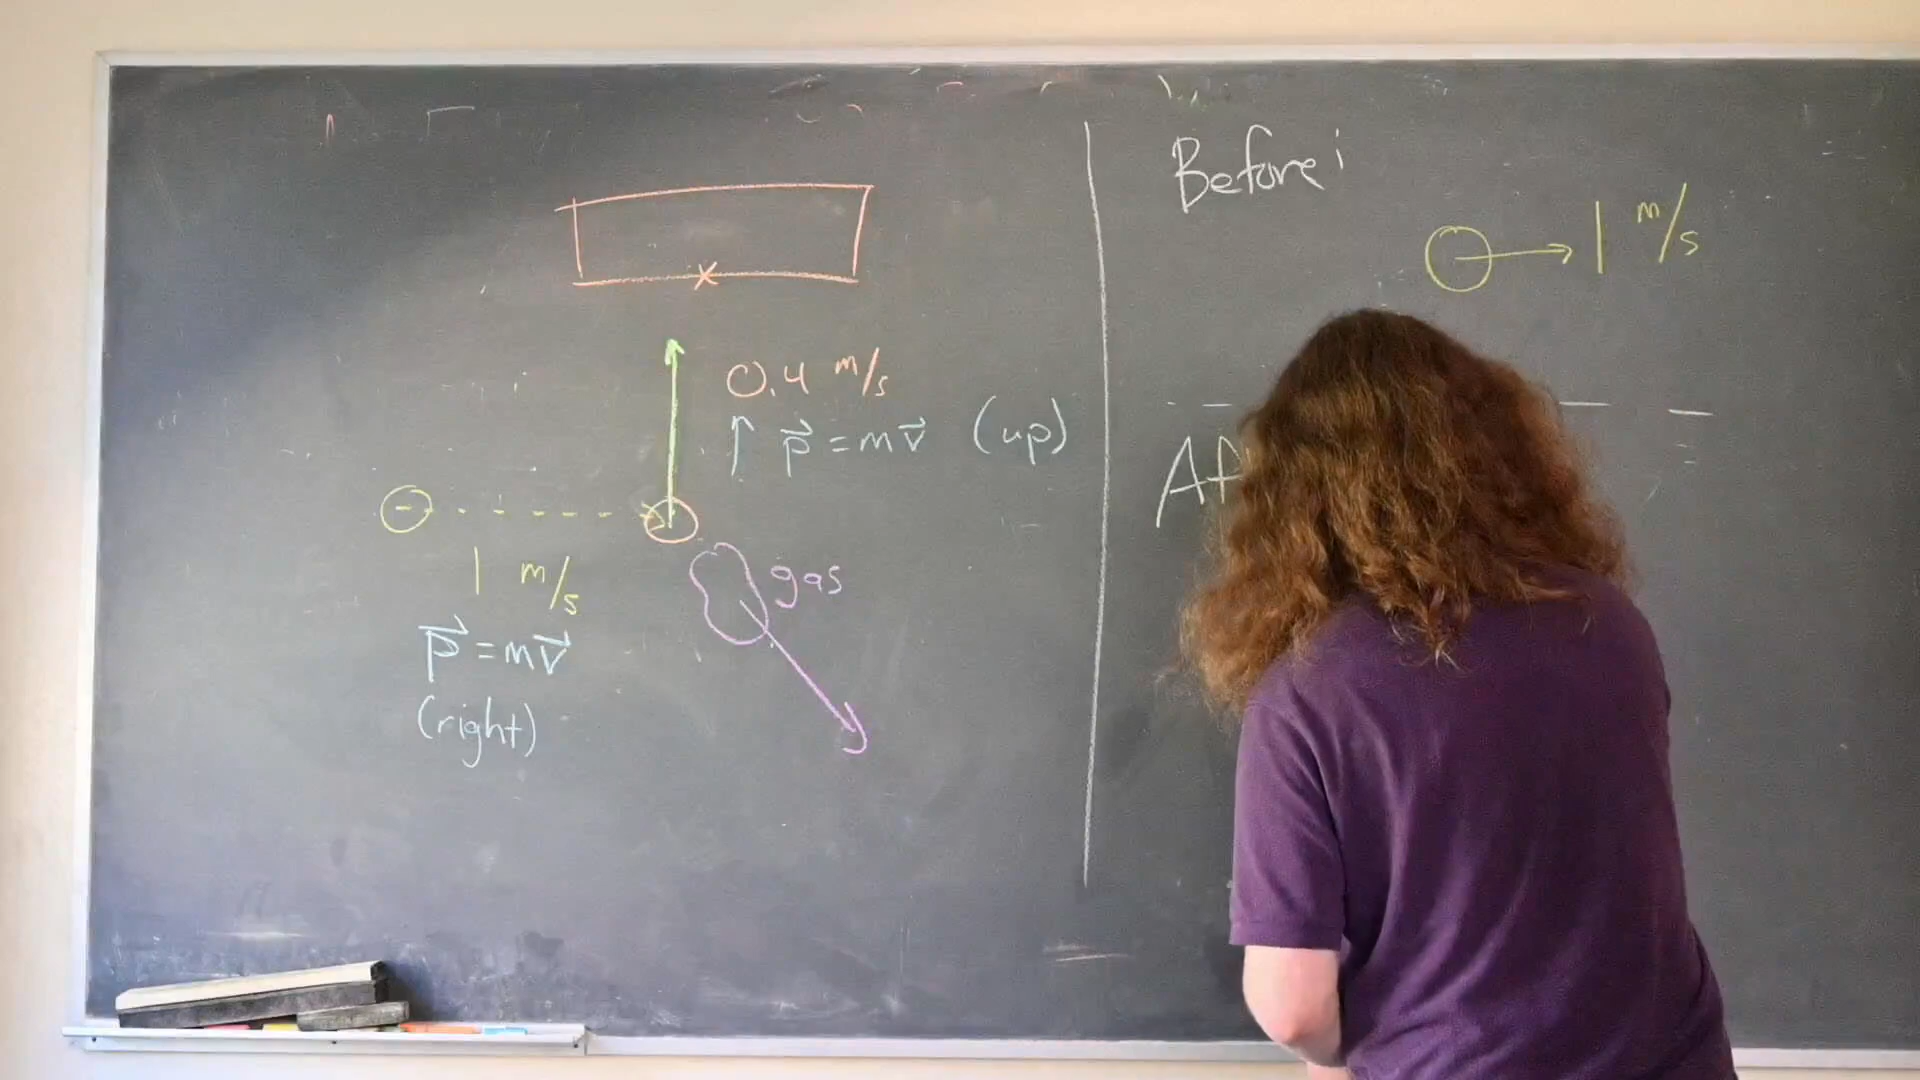 0.4 m/s
↑ p⃗ = mv⃗ (up)
1 m/s
gas
p⃗ = mv⃗
(right)
Before:
1 m/s